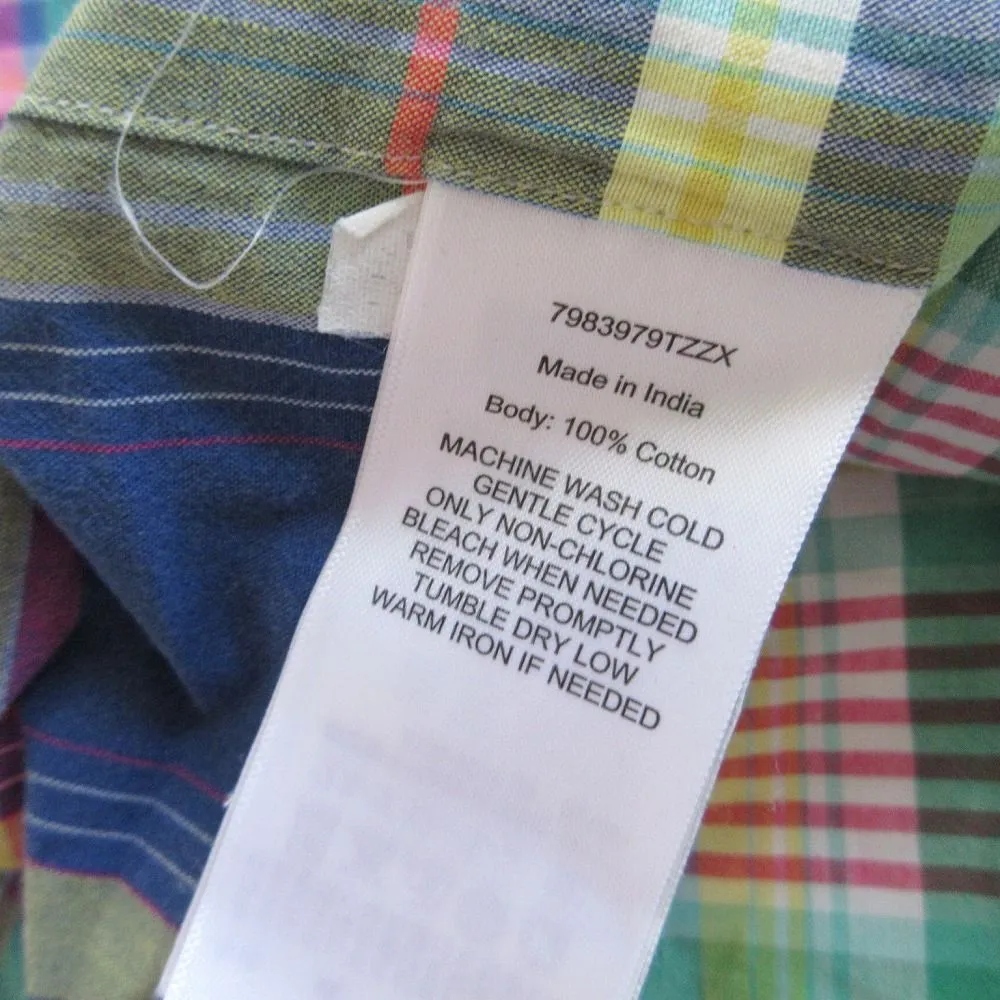 7983979TZZX
Made in India
Body: 100% Cotton
MACHINE WASH COLD
GENTLE CYCLE
ONLY NON-CHLORINE
BLEACH WHEN NEEDED
REMOVE PROMPTLY
TUMBLE DRY LOW
WARM IRON IF NEEDED